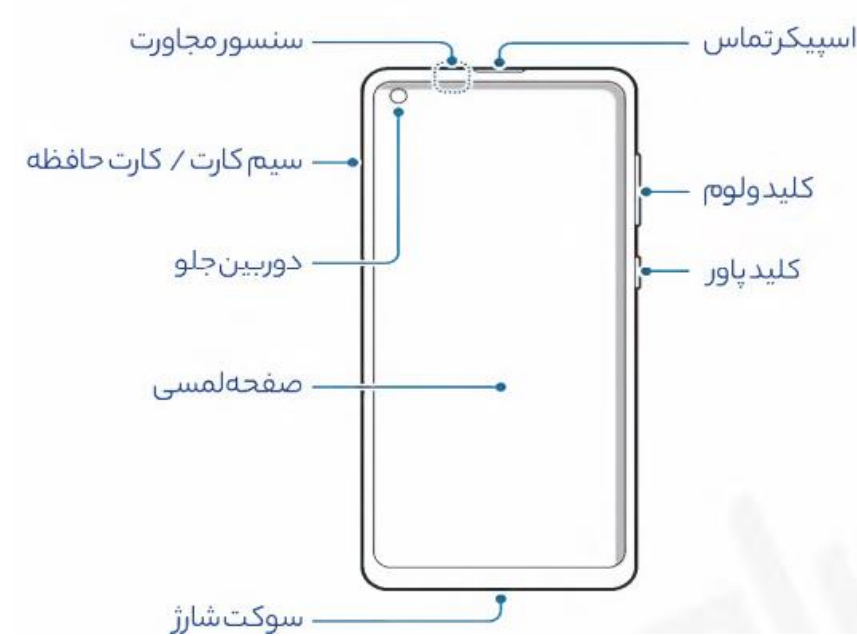 سنسور مجاورت
اسپیکر تماس
سیم کارت / کارت حافظه
کلید ولوم
دوربین جلو
کلید پاور
صفحه لمسی
سوکت شارژ